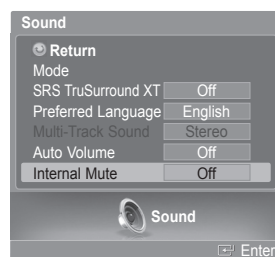 Sound
Return
Mode
SRS TruSurround XT Off
Preferred Language English
Multi-Track Sound Stereo
Auto Volume Off
Internal Mute Off
Sound
Enter